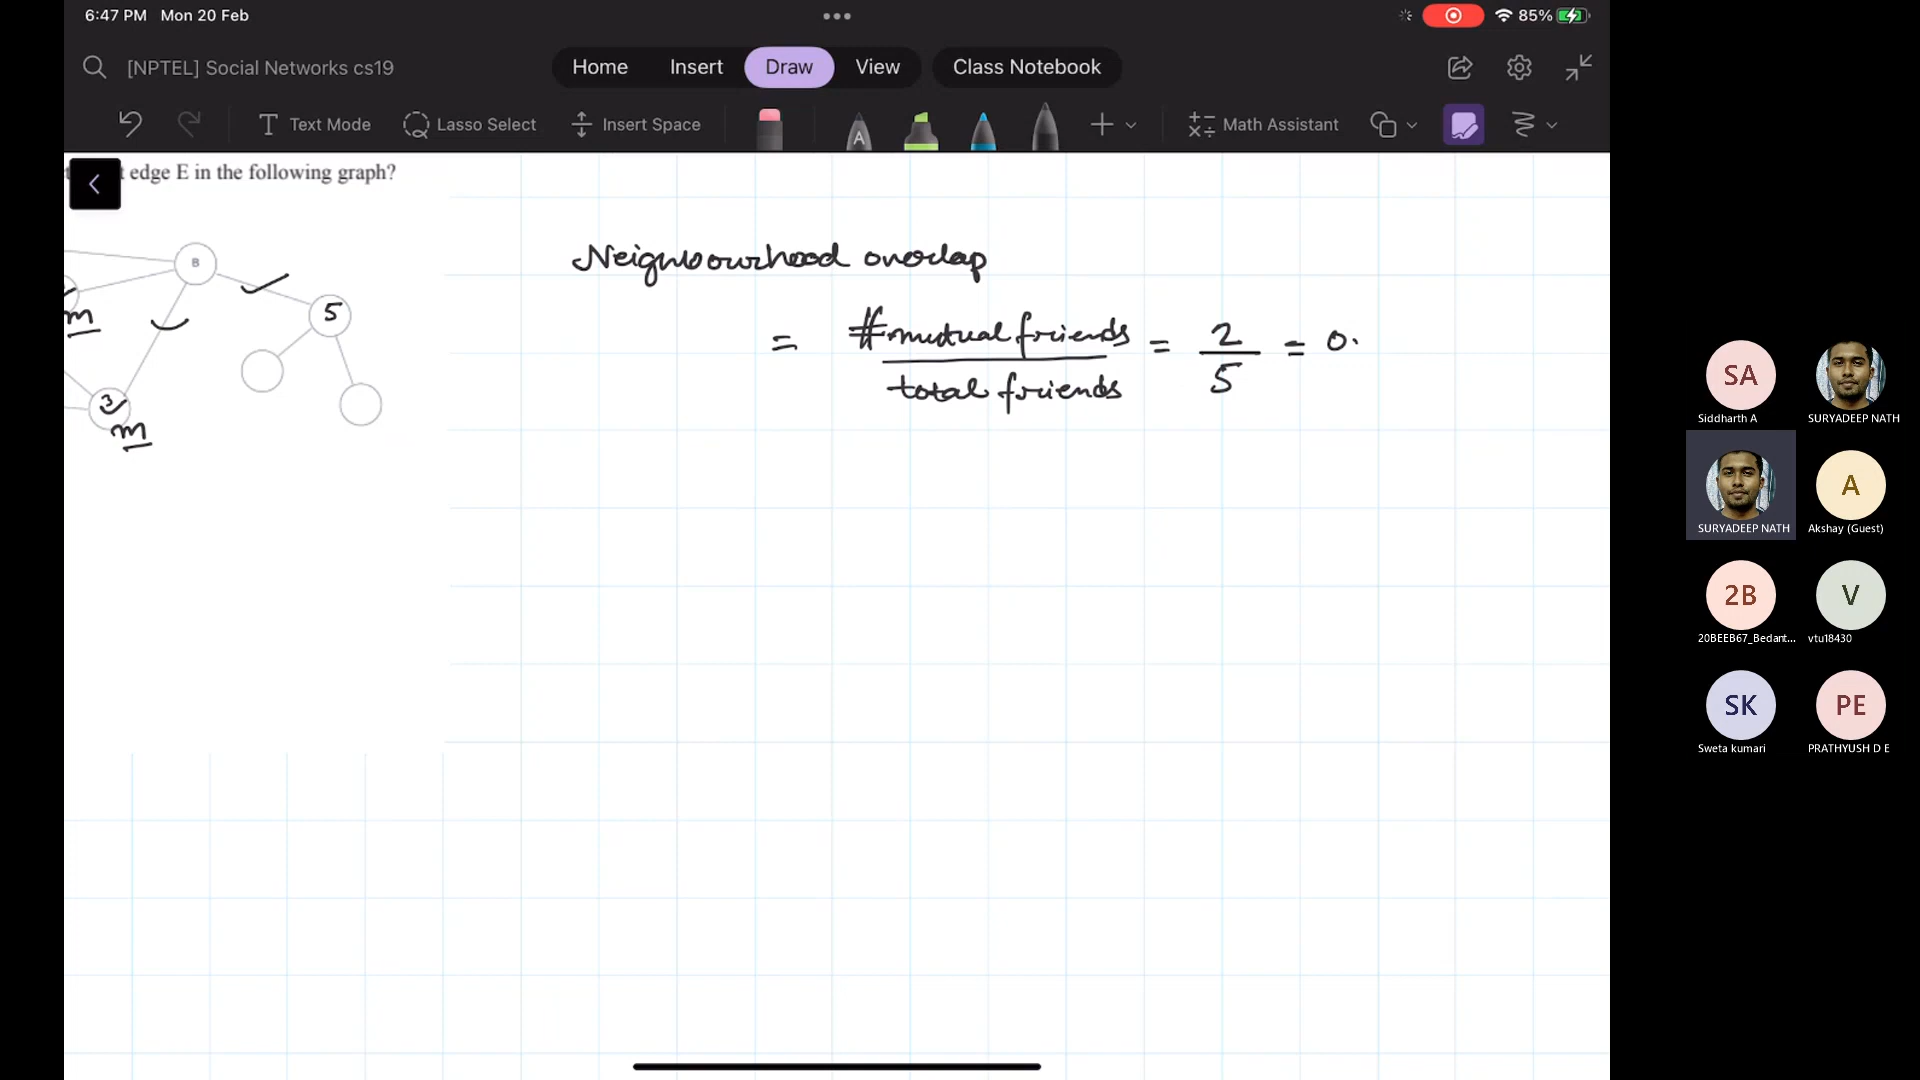 6:47 PM Mon 20 Feb
85%
[NPTEL] Social Networks cs19
Home Insert Draw View Class Notebook
Text Mode Lasso Select Insert Space A Math Assistant
edge E in the following graph?
B
5
m
3
m
Neighbourhood overlap
= #mutual friends / total friends = 2/5 = 0.
SA
Siddharth A
SURYADEEP NATH
SURYADEEP NATH
A
Akshay (Guest)
2B
20BEEB67_Bedant...
V
vtu18430
SK
Sweta kumari
PE
PRATHYUSH D E